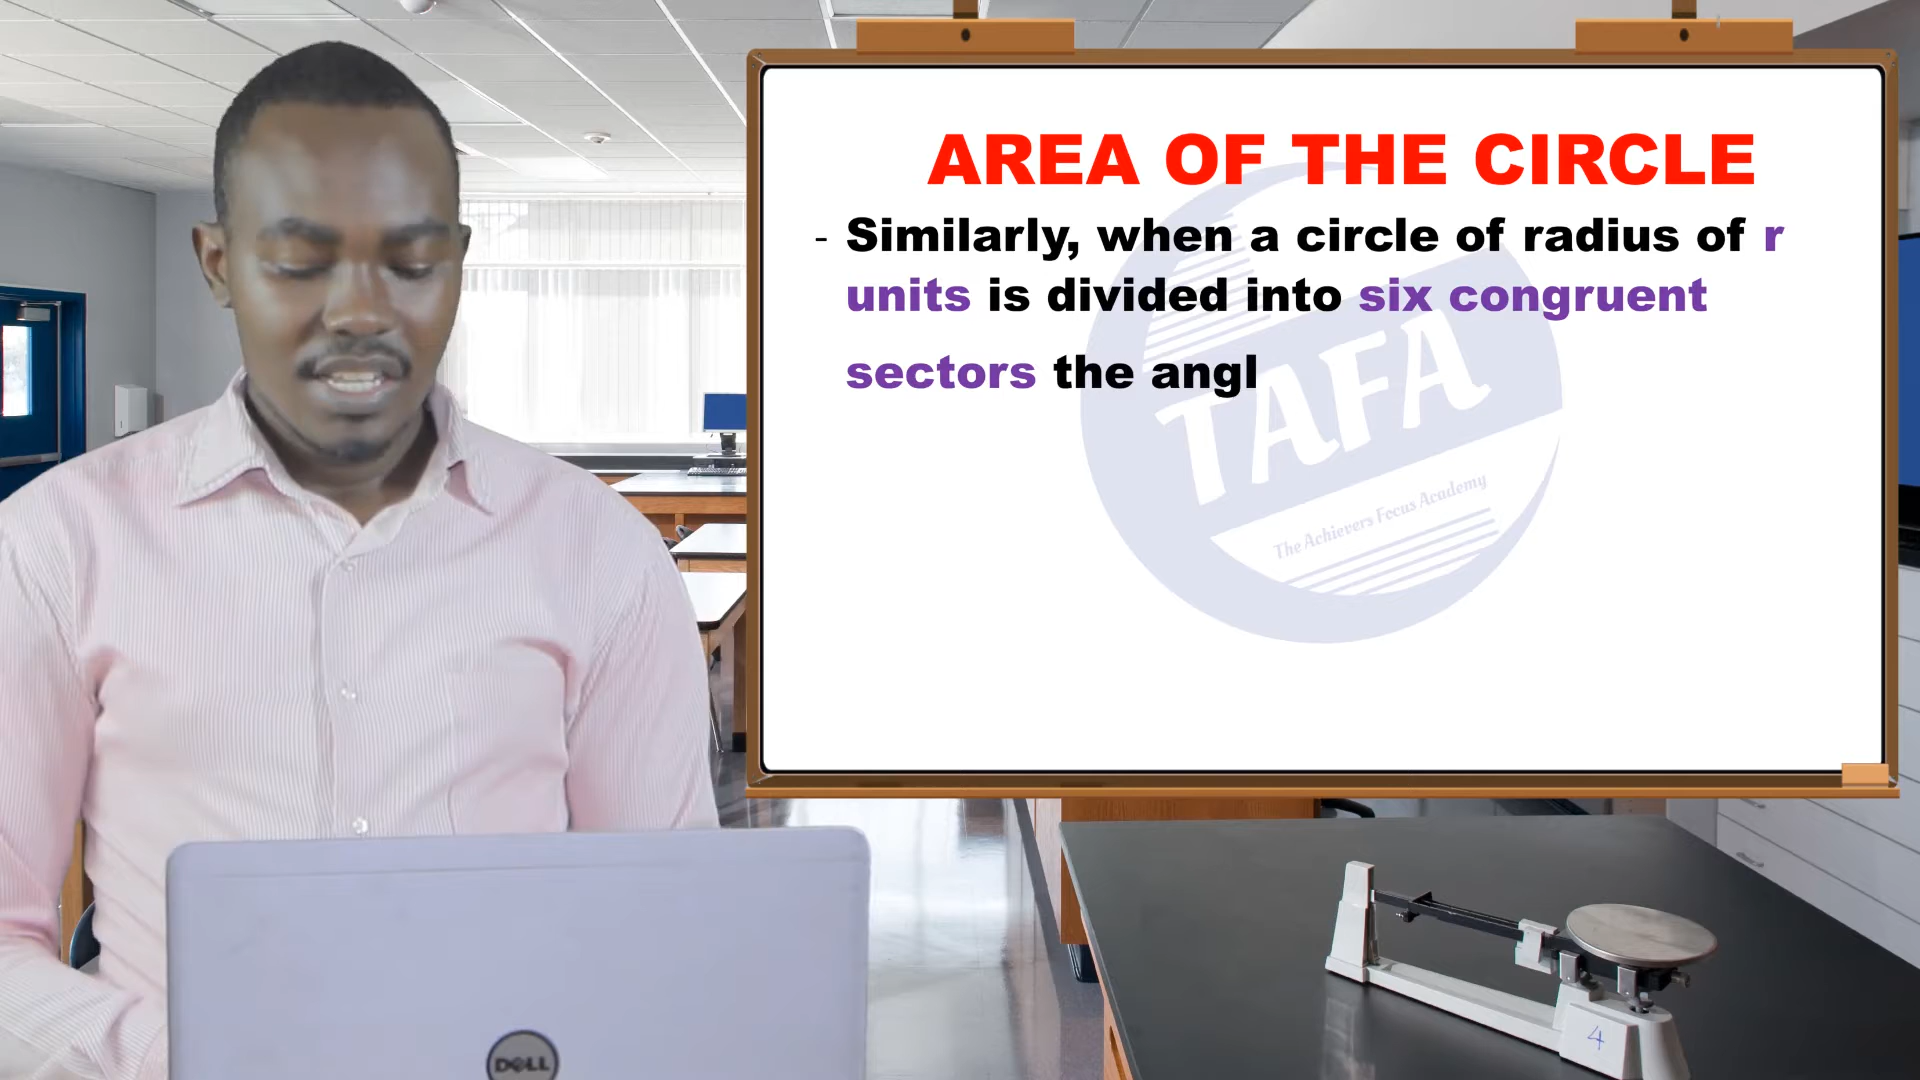 AREA OF THE CIRCLE
- Similarly, when a circle of radius of r
units is divided into six congruent
sectors the angl
TAFA
The Achievers Focus Academy
DELL
4